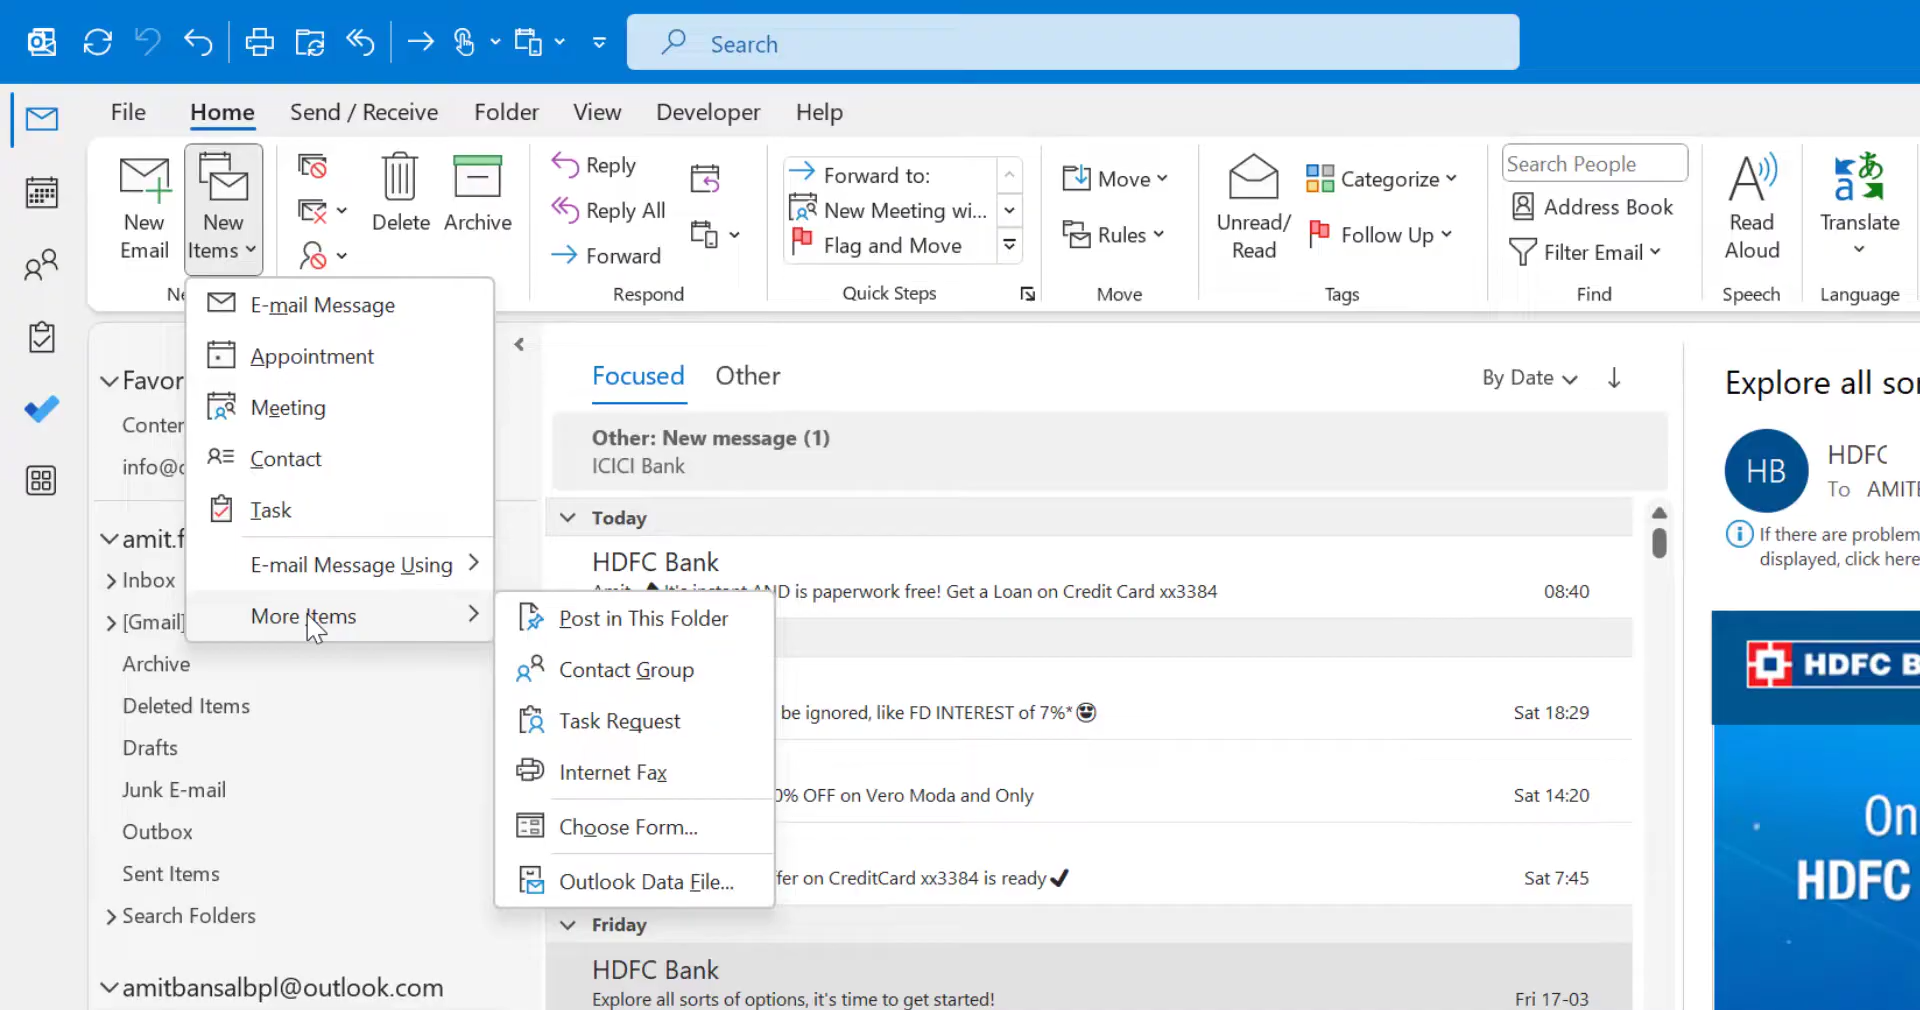 Search
File Home Send / Receive Folder View Developer Help
New Email
New Items
Delete
Archive
Reply
Reply All
Forward
Respond
Forward to:
New Meeting wi...
Flag and Move
Quick Steps
Move
Rules
Move
Unread/ Read
Categorize
Follow Up
Tags
Search People
Address Book
Filter Email
Find
Read Aloud
Speech
Translate
Language
E-mail Message
Appointment
Meeting
Contact
Task
E-mail Message Using
More Items
Post in This Folder
Contact Group
Task Request
Internet Fax
Choose Form...
Outlook Data File...
Inbox
[Gmail]
Archive
Deleted Items
Drafts
Junk E-mail
Outbox
Sent Items
Search Folders
amitbansalbpl@outlook.com
Focused Other By Date
Other: New message (1)
ICICI Bank
Today
HDFC Bank
It's instant AND is paperwork free! Get a Loan on Credit Card xx3384 08:40
be ignored, like FD INTEREST of 7%*😍 Sat 18:29
0% OFF on Vero Moda and Only Sat 14:20
fer on CreditCard xx3384 is ready✔ Sat 7:45
Friday
HDFC Bank
Explore all sorts of options, it's time to get started! Fri 17-03
Explore all so
HB
HDFC
To AMIT
If there are problem
displayed, click here
HDFC B
On
HDFC